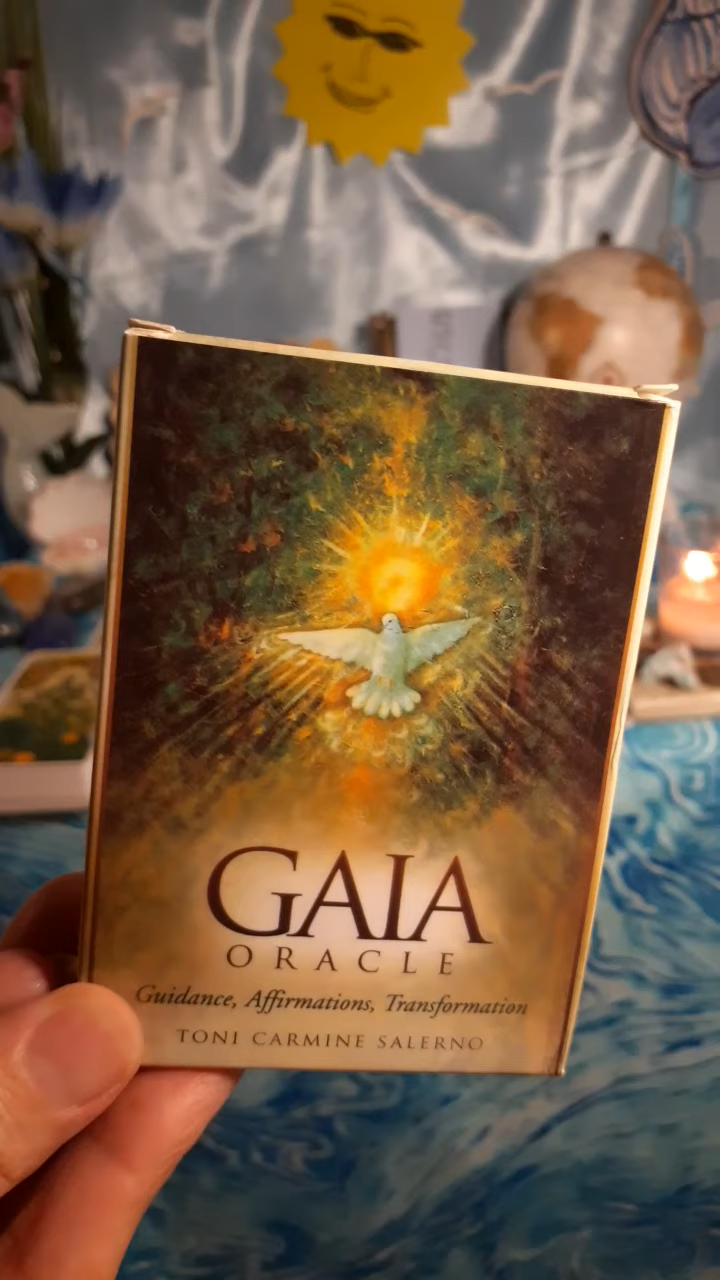 GAIA
ORACLE
Guidance, Affirmations, Transformation
TONI CARMINE SALERNO